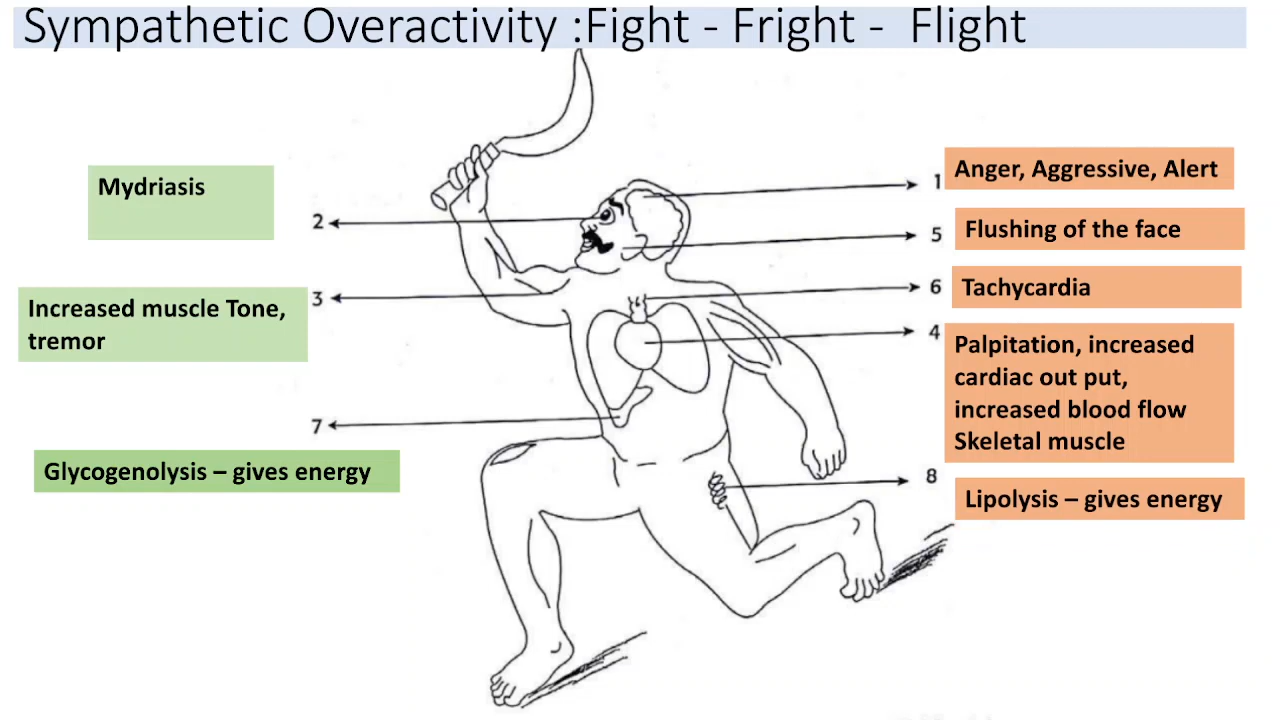 Sympathetic Overactivity :Fight - Fright -  Flight
Mydriasis
1
Anger, Aggressive, Alert
2
5
Flushing of the face
3
Increased muscle Tone,
tremor
6
Tachycardia
4
Palpitation, increased
cardiac out put,
increased blood flow
Skeletal muscle
7
Glycogenolysis – gives energy
8
Lipolysis – gives energy